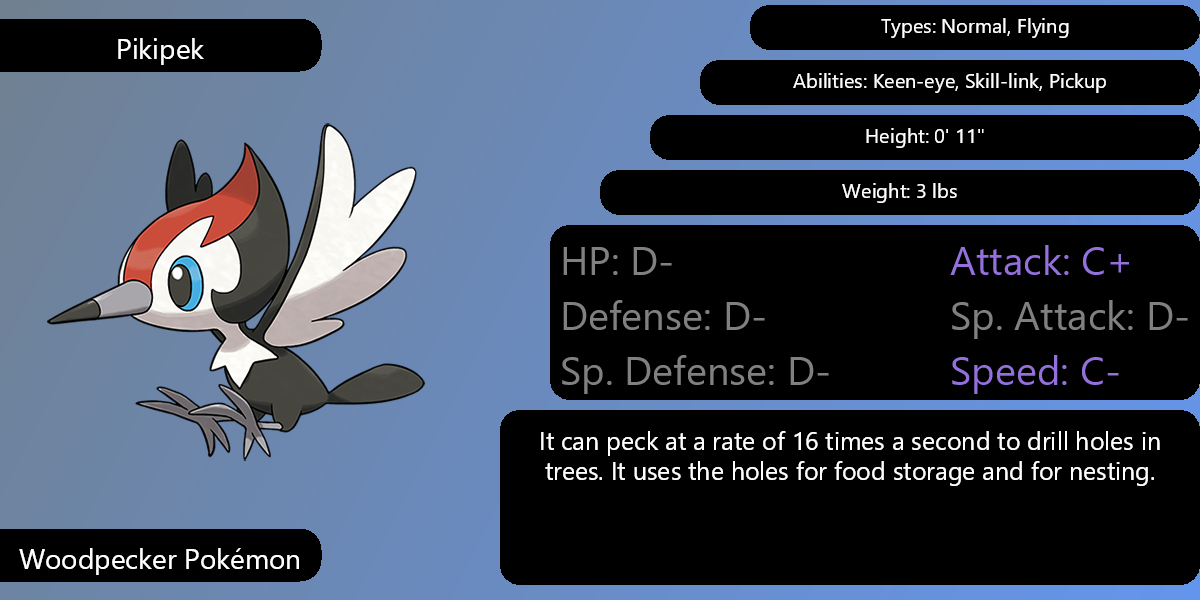 Pikipek
Types: Normal, Flying
Abilities: Keen-eye, Skill-link, Pickup
Height: 0' 11"
Weight: 3 lbs
HP: D-
Attack: C+
Defense: D-
Sp. Attack: D-
Sp. Defense: D-
Speed: C-
It can peck at a rate of 16 times a second to drill holes in
trees. It uses the holes for food storage and for nesting.
Woodpecker Pokémon